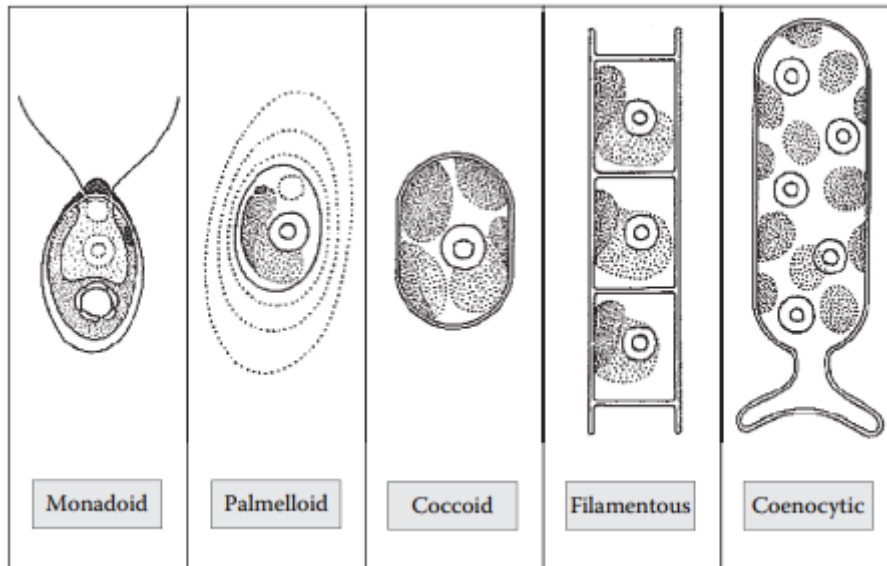 Monadoid
Palmelloid
Coccoid
Filamentous
Coenocytic